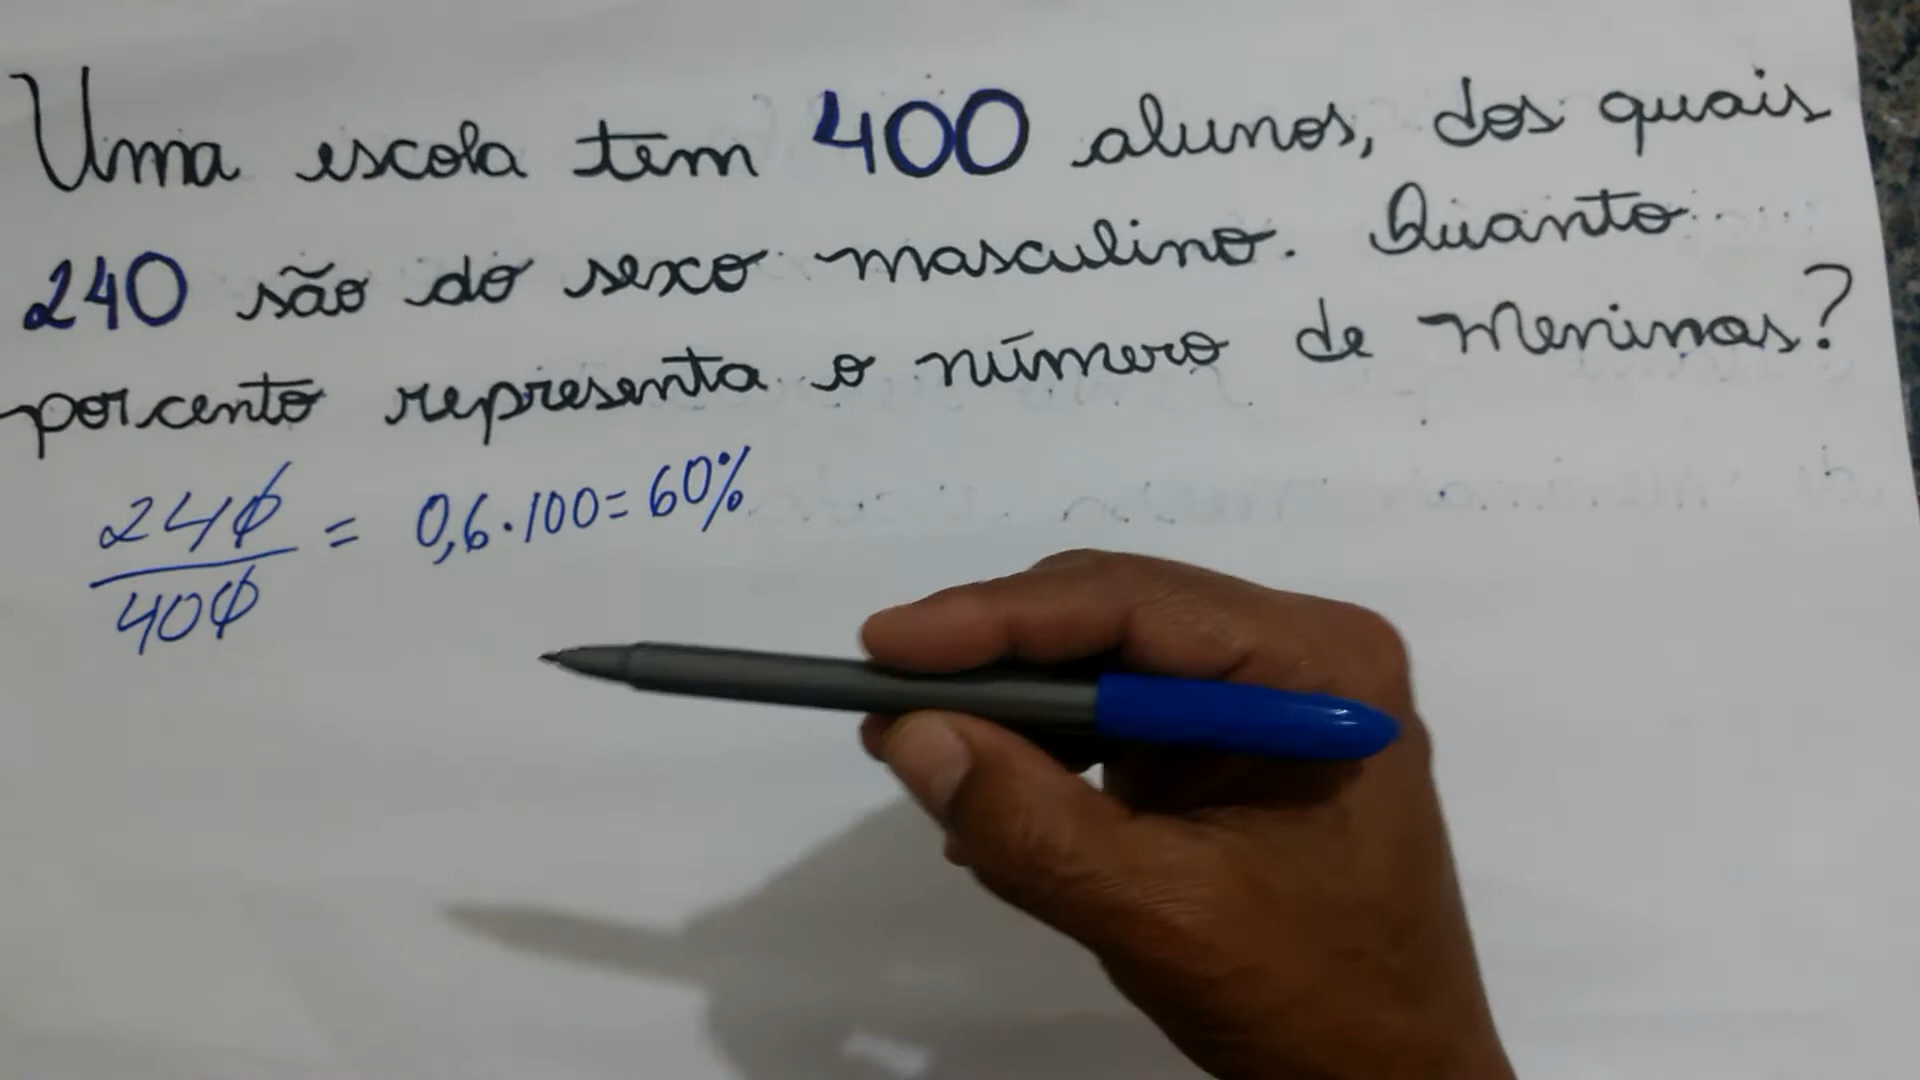 Uma escola tem 400 alunos, dos quais
240 são do sexo masculino. Quanto
porcento representa o número de Meninas?
240/400 = 0,6.100=60%